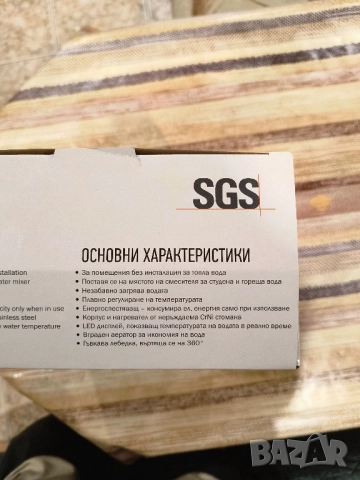 SGS
ОСНОВНИ ХАРАКТЕРИСТИКИ
• За помещения без инсталация за топла вода
• Поставя се на мястото на смесителя за студена и гореща вода
• Незабавно загрява водата
• Плавно регулиране на температурата
• Енергоспестяващ – консумира ел. енергия само при използване
• Корпус и нагревател от неръждаема CrNi стомана
• LED дисплей, показващ температурата на водата в реално време
• Вграден аератор за икономия на вода
• Гъвкава лебедка, въртяща се на 360°
stallation
ater mixer
city only when in use
inless steel
e water temperature
BAZAR